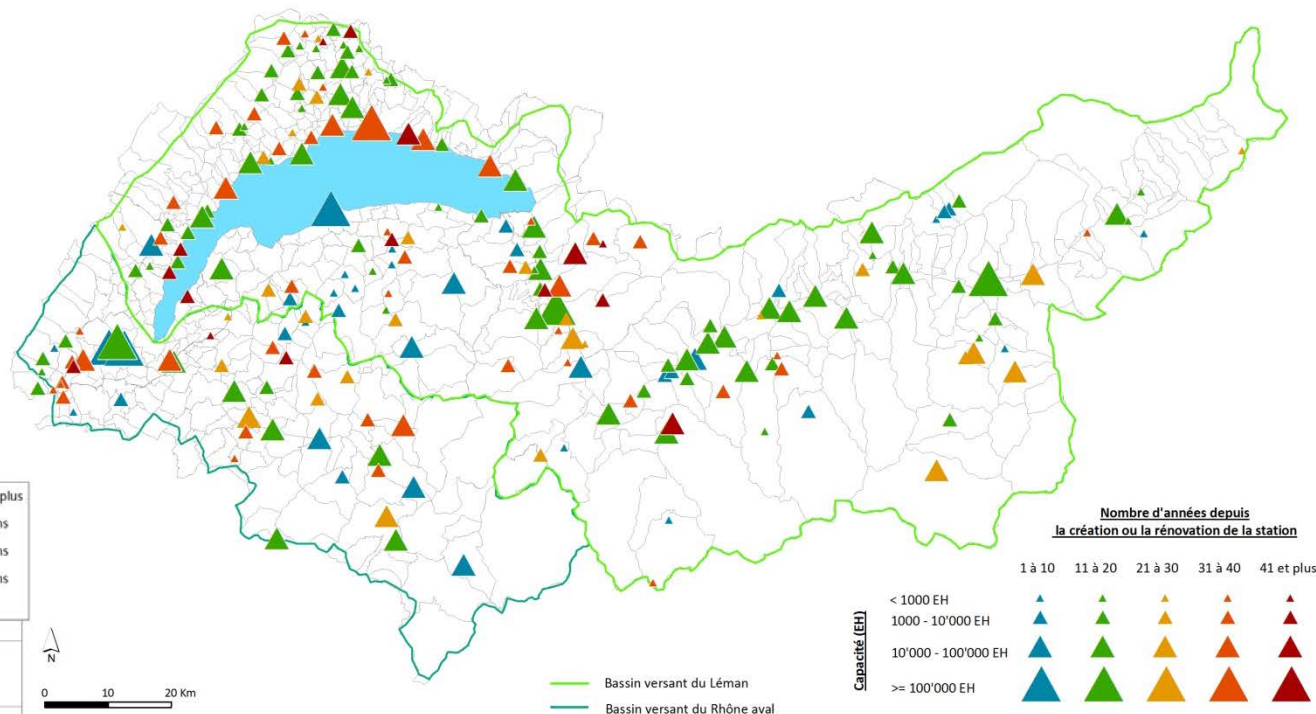 plus
ns
ns
ns
N
0 10 20 Km
Bassin versant du Léman
Bassin versant du Rhône aval
Nombre d'années depuis
la création ou la rénovation de la station
1 à 10 11 à 20 21 à 30 31 à 40 41 et plus
Capacité (EH)
< 1000 EH
1000 - 10'000 EH
10'000 - 100'000 EH
>= 100'000 EH